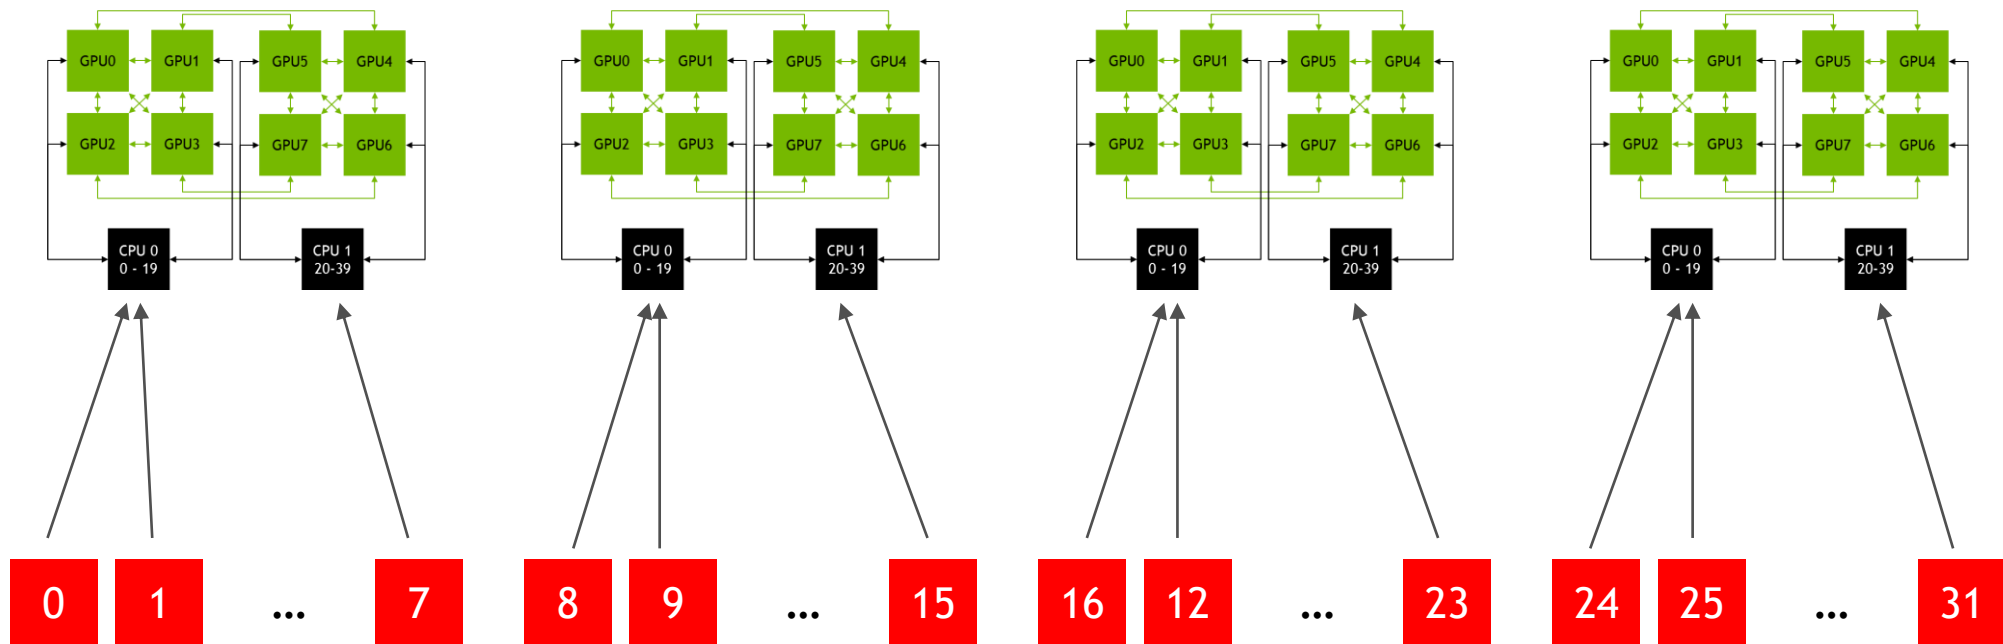 GPU0 GPU1 GPU5 GPU4 GPU0 GPU1 GPU5 GPU4 GPU0 GPU1 GPU5 GPU4 GPU0 GPU1 GPU5 GPU4
GPU2 GPU3 GPU7 GPU6 GPU2 GPU3 GPU7 GPU6 GPU2 GPU3 GPU7 GPU6 GPU2 GPU3 GPU7 GPU6
CPU 0 CPU 1 CPU 0 CPU 1 CPU 0 CPU 1 CPU 0 CPU 1
0 - 19 20-39 0 - 19 20-39 0 - 19 20-39 0 - 19 20-39
0 1 ... 7 8 9 ... 15 16 12 ... 23 24 25 ... 31